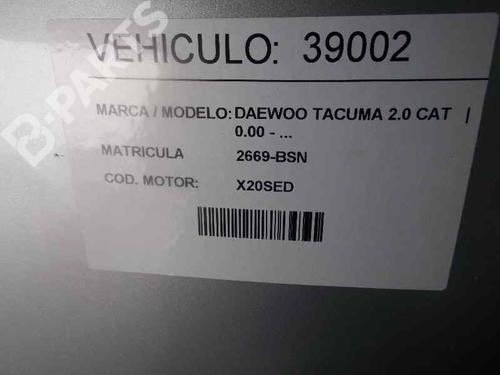 VEHICULO: 39002
MARCA / MODELO: DAEWOO TACUMA 2.0 CAT |
0.00 - ...
MATRICULA 2669-BSN
COD. MOTOR: X20SED
B-PARTS